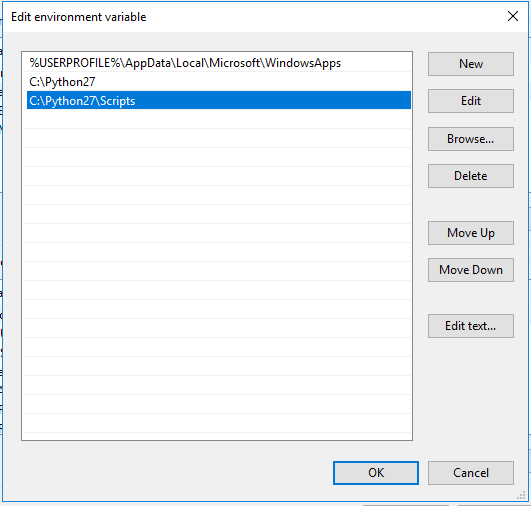 Edit environment variable
%USERPROFILE%\AppData\Local\Microsoft\WindowsApps
C:\Python27
C:\Python27\Scripts
New
Edit
Browse...
Delete
Move Up
Move Down
Edit text...
OK
Cancel